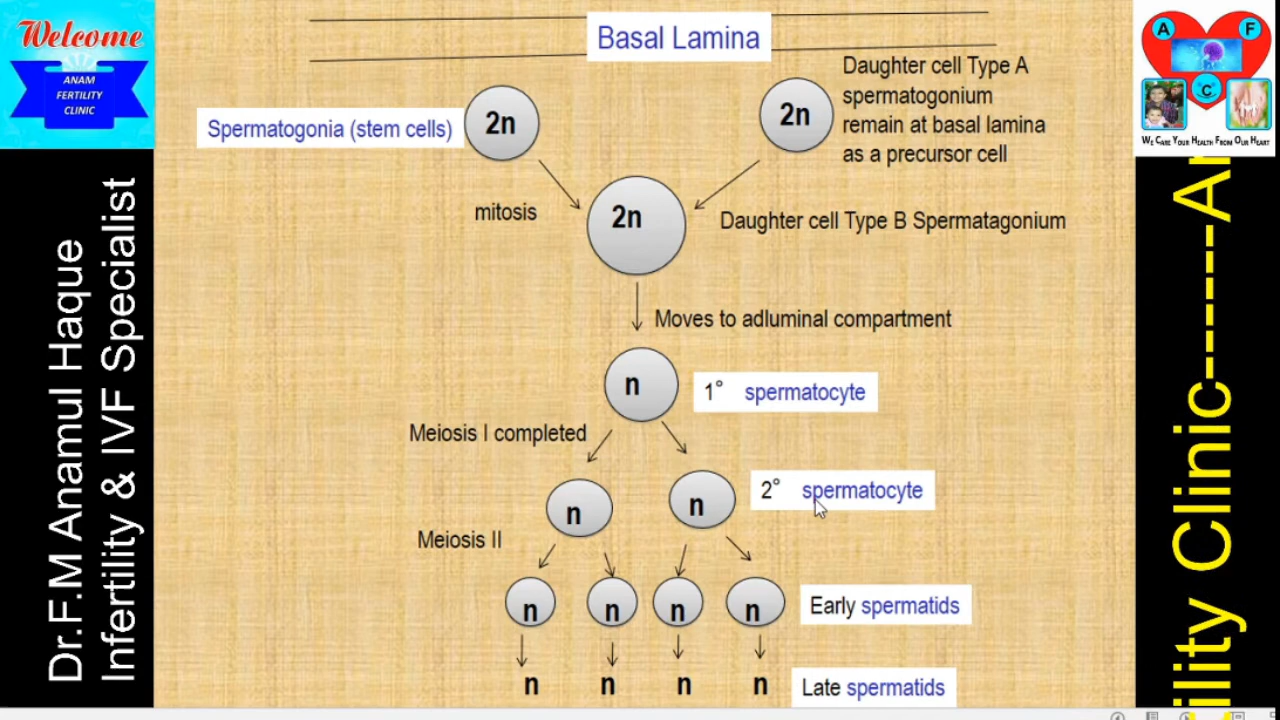 Welcome
ANAM
FERTILITY
CLINIC
Dr.F.M Anamul Haque
Infertility & IVF Specialist
Basal Lamina
Spermatogonia (stem cells)
2n
2n
Daughter cell Type A
spermatogonium
remain at basal lamina
as a precursor cell
mitosis
2n
Daughter cell Type B Spermatagonium
Moves to adluminal compartment
n
1° spermatocyte
Meiosis I completed
n
n
2° spermatocyte
Meiosis II
n
n
n
n
Early spermatids
n
n
n
n
Late spermatids
A
F
C
WE CARE YOUR HEALTH FROM OUR HEART
ility Clinic------A